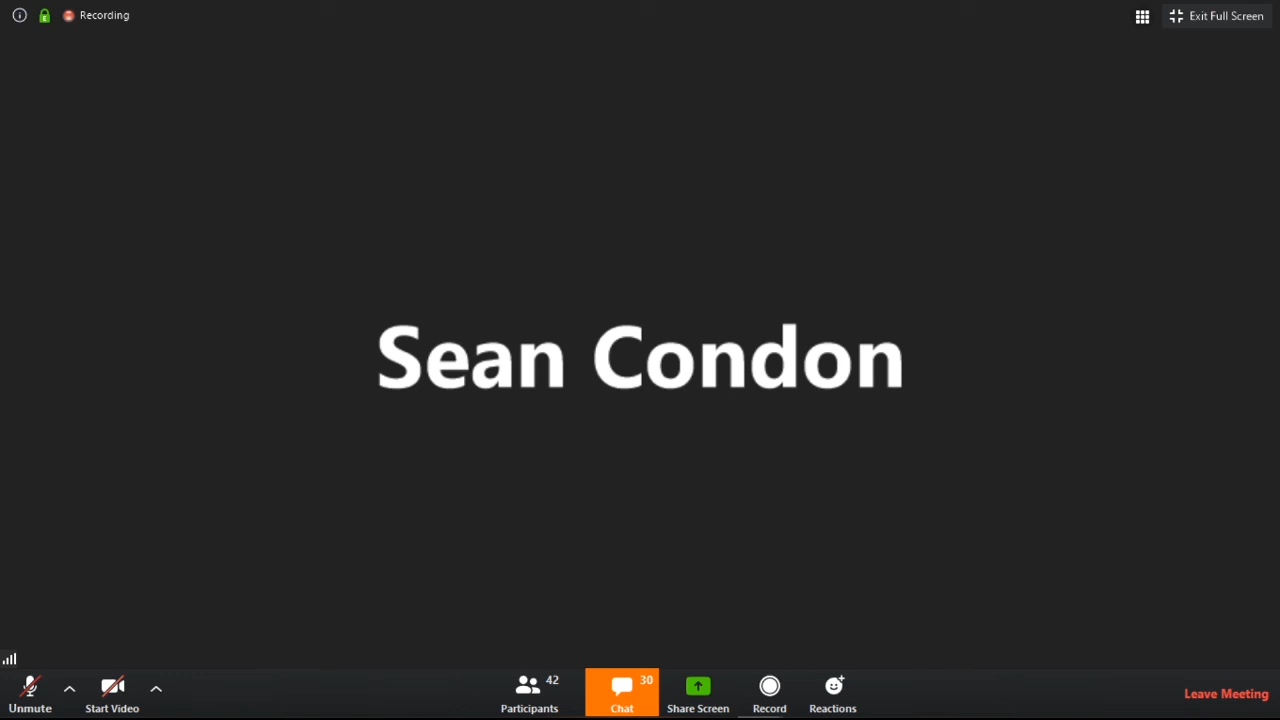 Recording
Exit Full Screen
Sean Condon
Unmute
Start Video
Participants 42
Chat 30
Share Screen
Record
Reactions
Leave Meeting